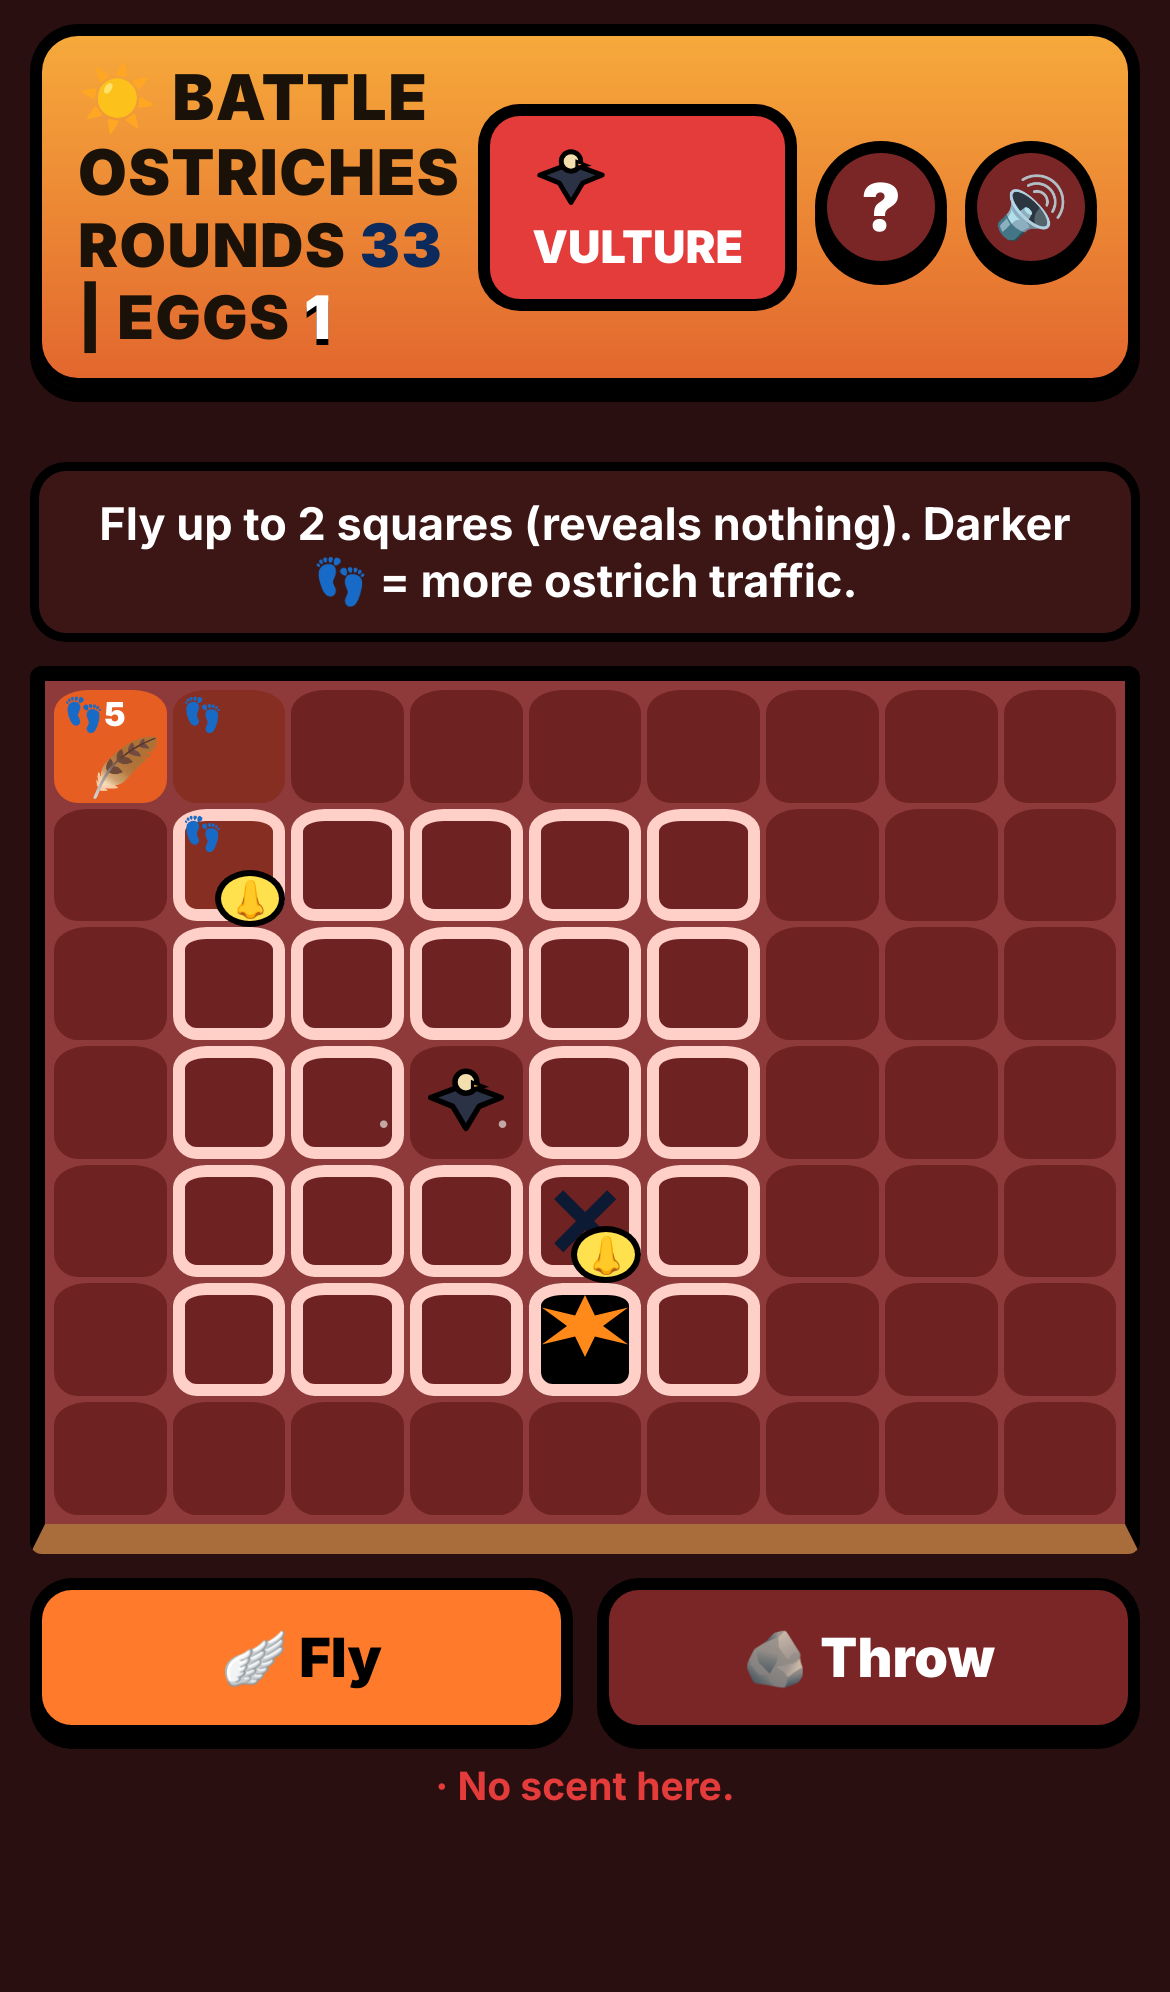 BATTLE
OSTRICHES
ROUNDS 33
| EGGS 1
VULTURE
?
Fly up to 2 squares (reveals nothing). Darker
= more ostrich traffic.
5
Fly
Throw
· No scent here.